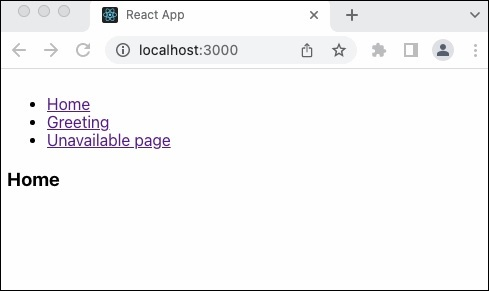 React App
localhost:3000
Home
Greeting
Unavailable page
Home